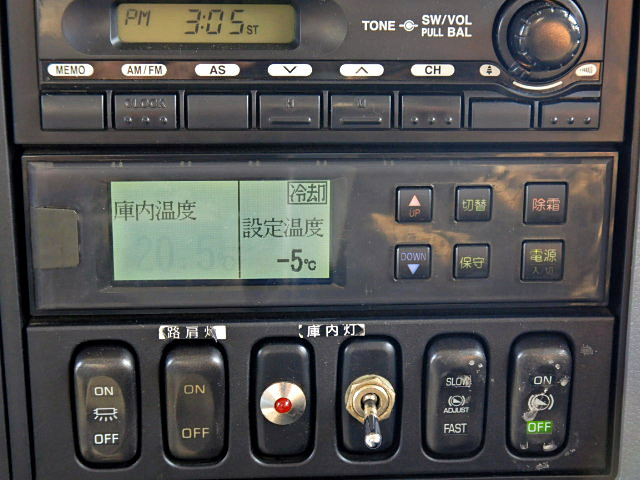 PM 3:05 ST
TONE SW/VOL
PULL BAL
MEMO AM/FM AS CH
CLOCK H M
冷却
庫内温度
設定温度
-5℃
UP 切替 除霜
DOWN 保守 電源
入/切
路肩灯 庫内灯
ON ON SLOW ON
ADJUST
OFF OFF FAST OFF